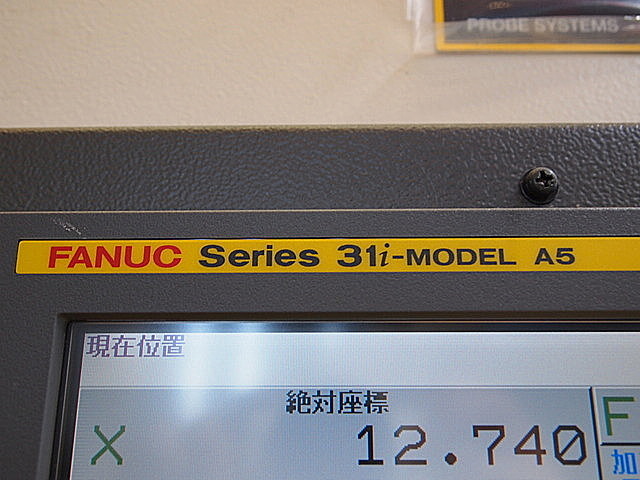 PROBE SYSTEMS
FANUC Series 31i-MODEL A5
現在位置
絶対座標
X 12.740 F
加